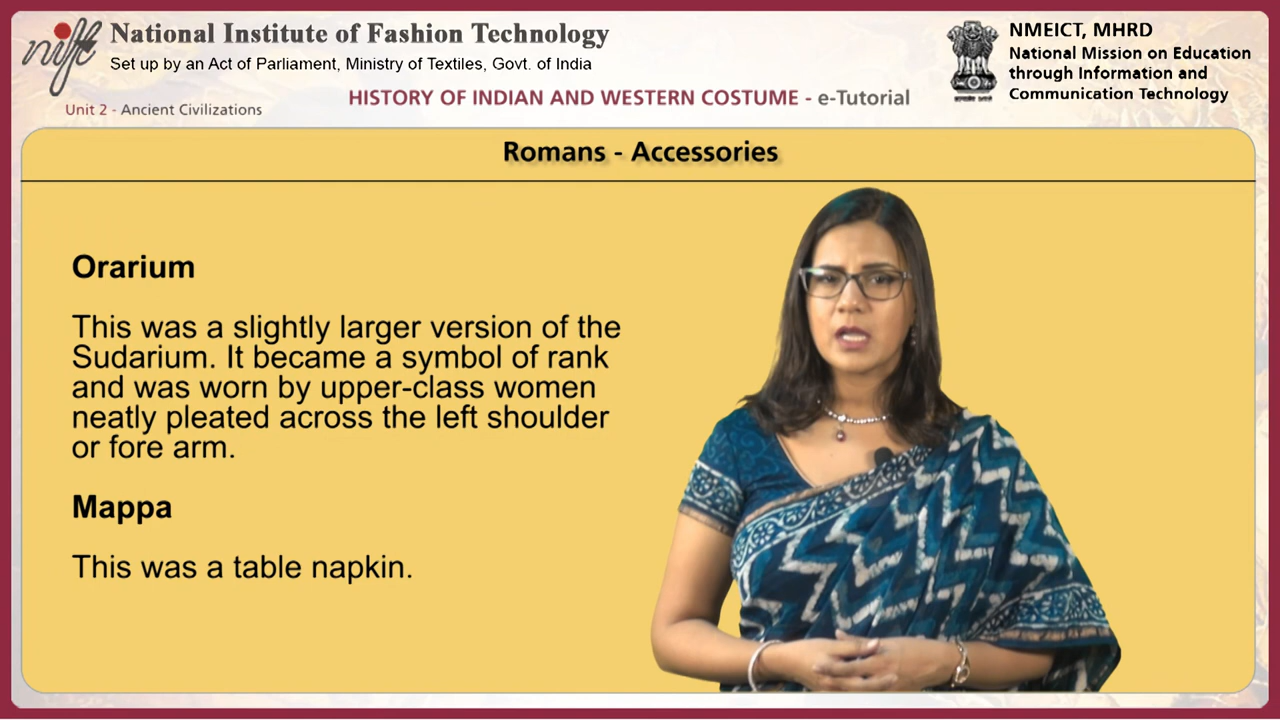 nift
National Institute of Fashion Technology
Set up by an Act of Parliament, Ministry of Textiles, Govt. of India
HISTORY OF INDIAN AND WESTERN COSTUME - e-Tutorial
Unit 2 - Ancient Civilizations
NMEICT, MHRD
National Mission on Education
through Information and
Communication Technology
Romans - Accessories
Orarium
This was a slightly larger version of the
Sudarium. It became a symbol of rank
and was worn by upper-class women
neatly pleated across the left shoulder
or fore arm.
Mappa
This was a table napkin.